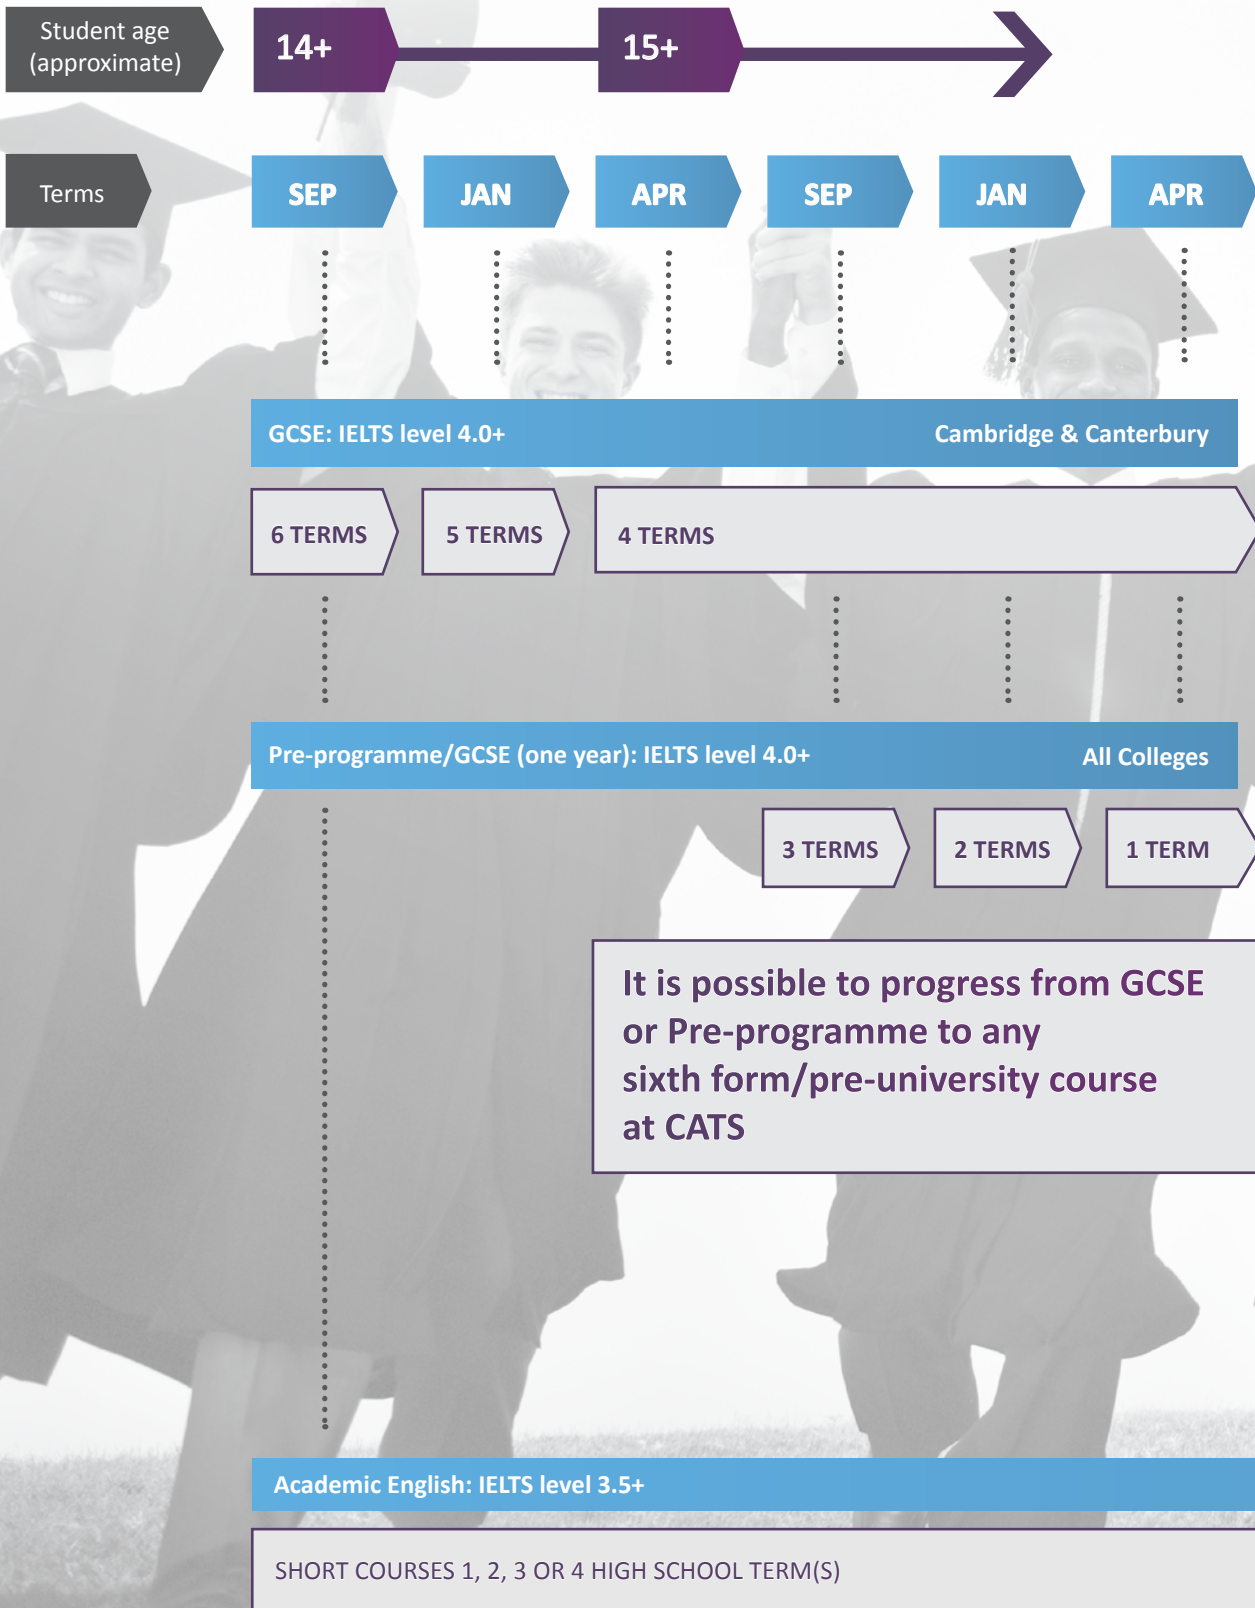 Student age
(approximate)
14+
15+
Terms
SEP
JAN
APR
SEP
JAN
APR
GCSE: IELTS level 4.0+
Cambridge & Canterbury
6 TERMS
5 TERMS
4 TERMS
Pre-programme/GCSE (one year): IELTS level 4.0+
All Colleges
3 TERMS
2 TERMS
1 TERM
It is possible to progress from GCSE
or Pre-programme to any
sixth form/pre-university course
at CATS
Academic English: IELTS level 3.5+
SHORT COURSES 1, 2, 3 OR 4 HIGH SCHOOL TERM(S)